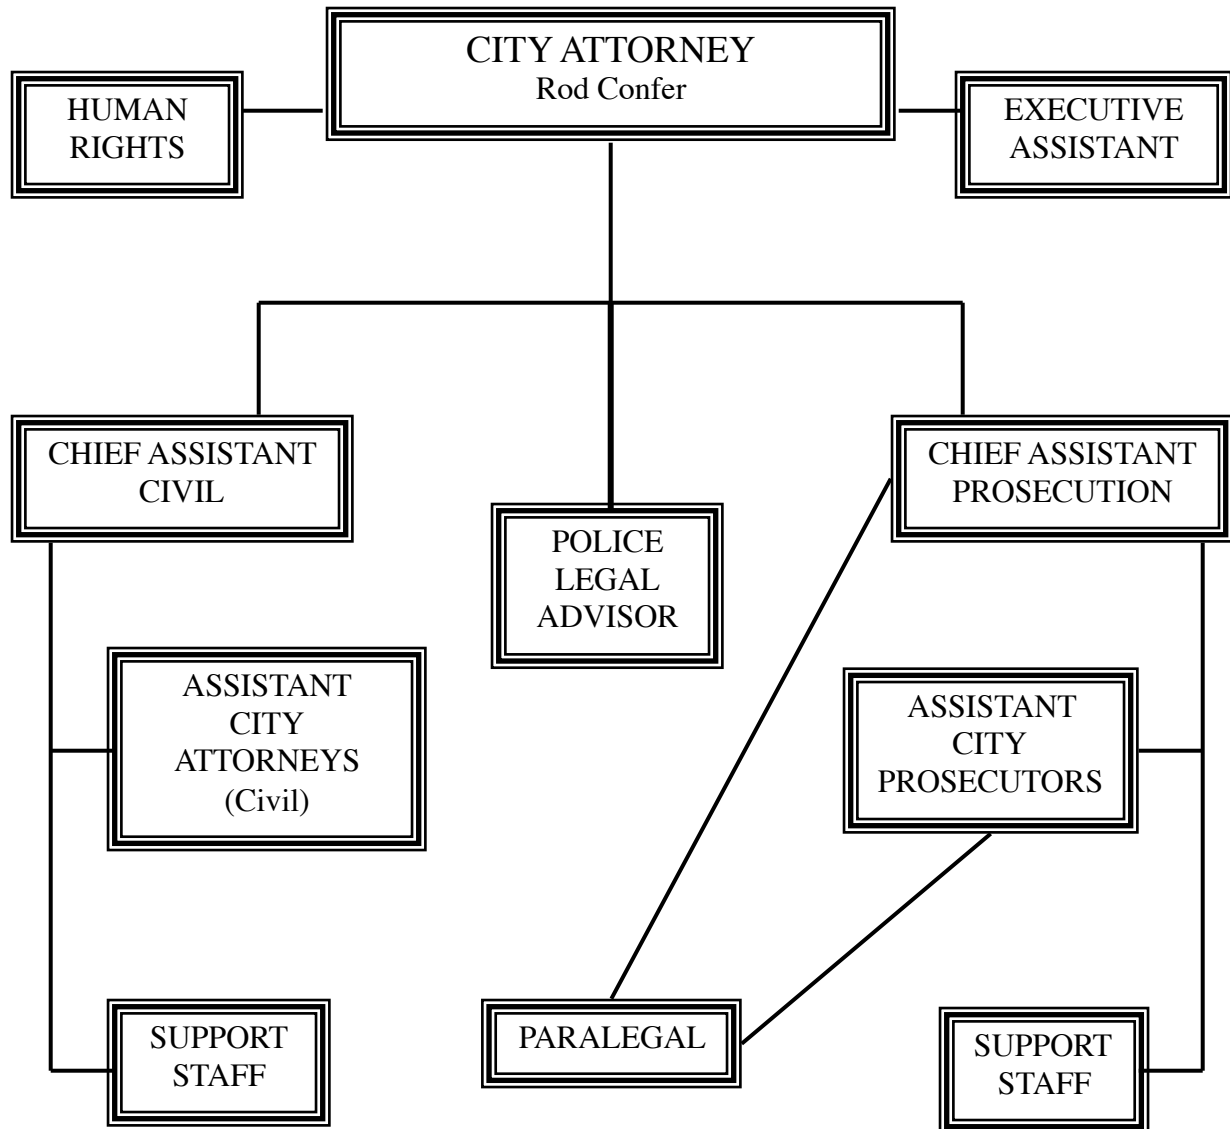 CITY ATTORNEY
Rod Confer
HUMAN
RIGHTS
EXECUTIVE
ASSISTANT
CHIEF ASSISTANT
CIVIL
CHIEF ASSISTANT
PROSECUTION
POLICE
LEGAL
ADVISOR
ASSISTANT
CITY
ATTORNEYS
(Civil)
ASSISTANT
CITY
PROSECUTORS
SUPPORT
STAFF
PARALEGAL
SUPPORT
STAFF